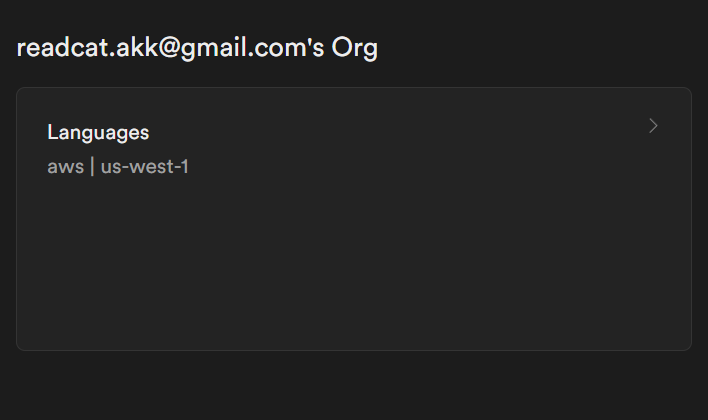 readcat.akk@gmail.com's Org
Languages
aws | us-west-1